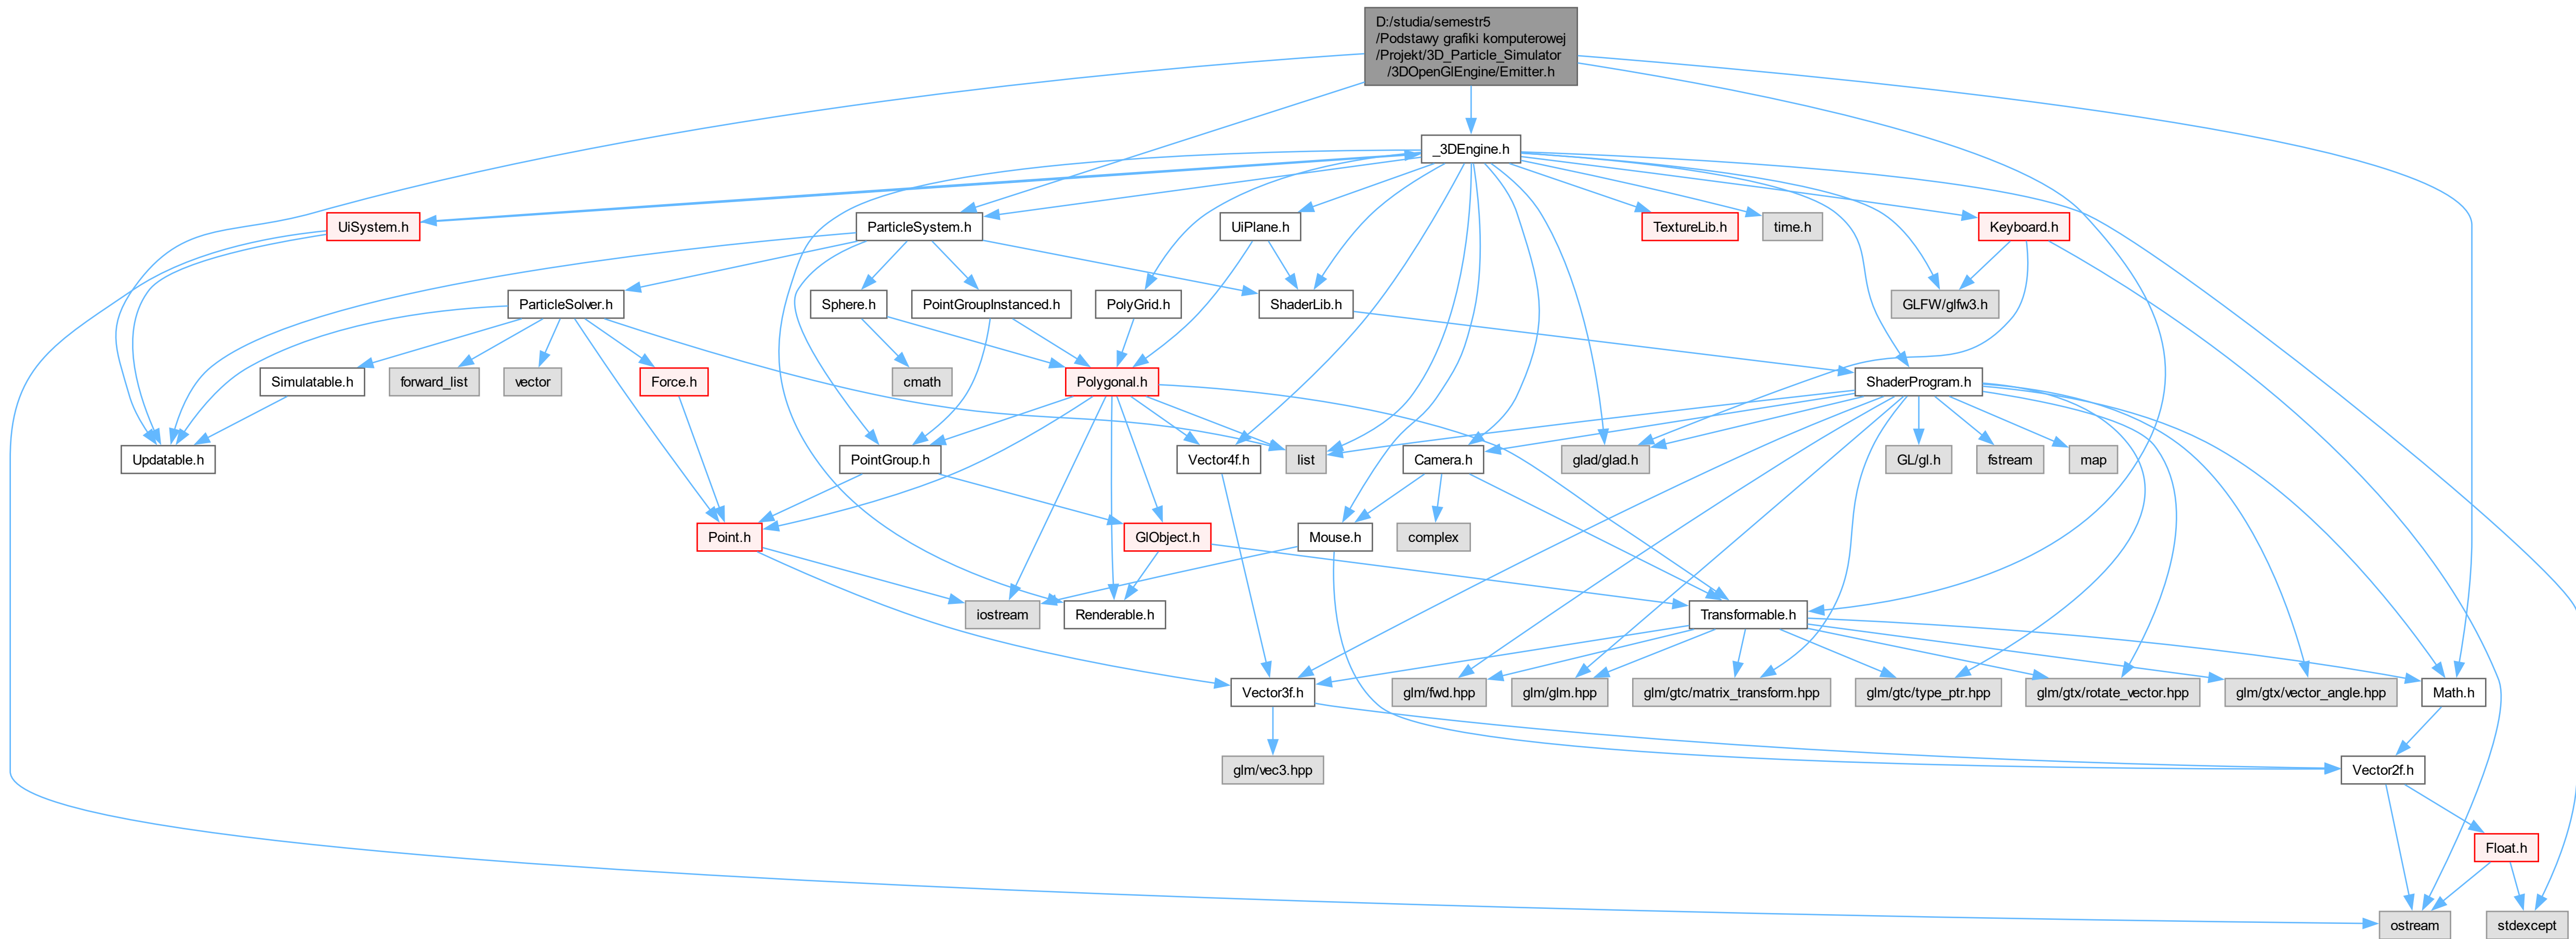 D:/studia/semestr5
/Podstawy grafiki komputerowej
/Projekt/3D_Particle_Simulator
/3DOpenGlEngine/Emitter.h
_3DEngine.h
UiSystem.h
ParticleSystem.h
UiPlane.h
TextureLib.h
time.h
Keyboard.h
ParticleSolver.h
Sphere.h
PointGroupInstanced.h
PolyGrid.h
ShaderLib.h
GLFW/glfw3.h
Simulatable.h
forward_list
vector
Force.h
cmath
Polygonal.h
ShaderProgram.h
Updatable.h
PointGroup.h
Vector4f.h
list
Camera.h
glad/glad.h
GL/gl.h
fstream
map
Point.h
GlObject.h
Mouse.h
complex
iostream
Renderable.h
Transformable.h
Vector3f.h
glm/fwd.hpp
glm/glm.hpp
glm/gtc/matrix_transform.hpp
glm/gtc/type_ptr.hpp
glm/gtx/rotate_vector.hpp
glm/gtx/vector_angle.hpp
Math.h
glm/vec3.hpp
Vector2f.h
Float.h
ostream
stdexcept